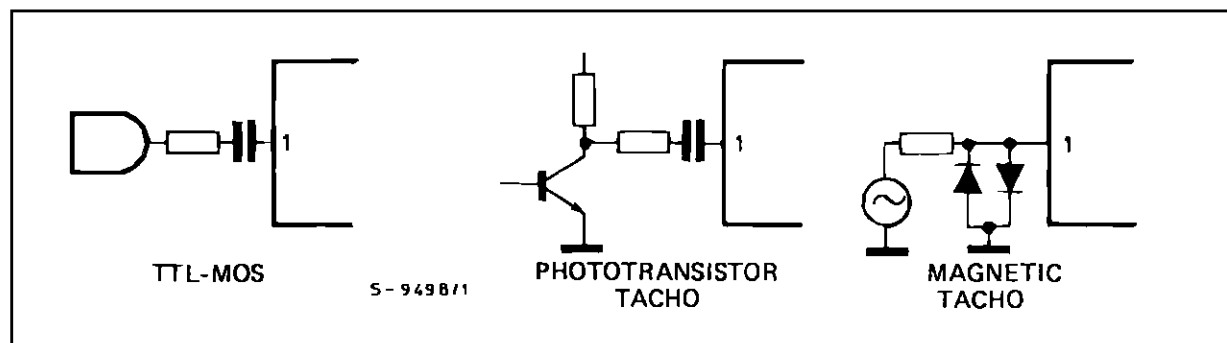 1
1
1
TTL-MOS
S-9498/1
PHOTOTRANSISTOR
TACHO
MAGNETIC
TACHO